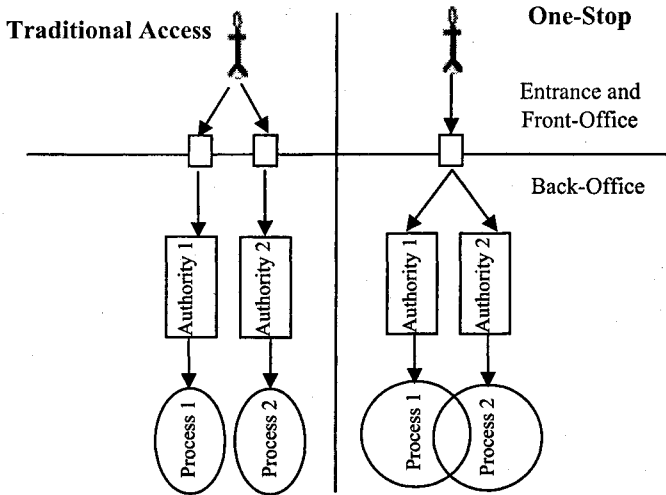 Traditional Access
One-Stop
Entrance and
Front-Office
Back-Office
Authority 1
Authority 2
Authority 1
Authority 2
Process 1
Process 2
Process 1
Process 2